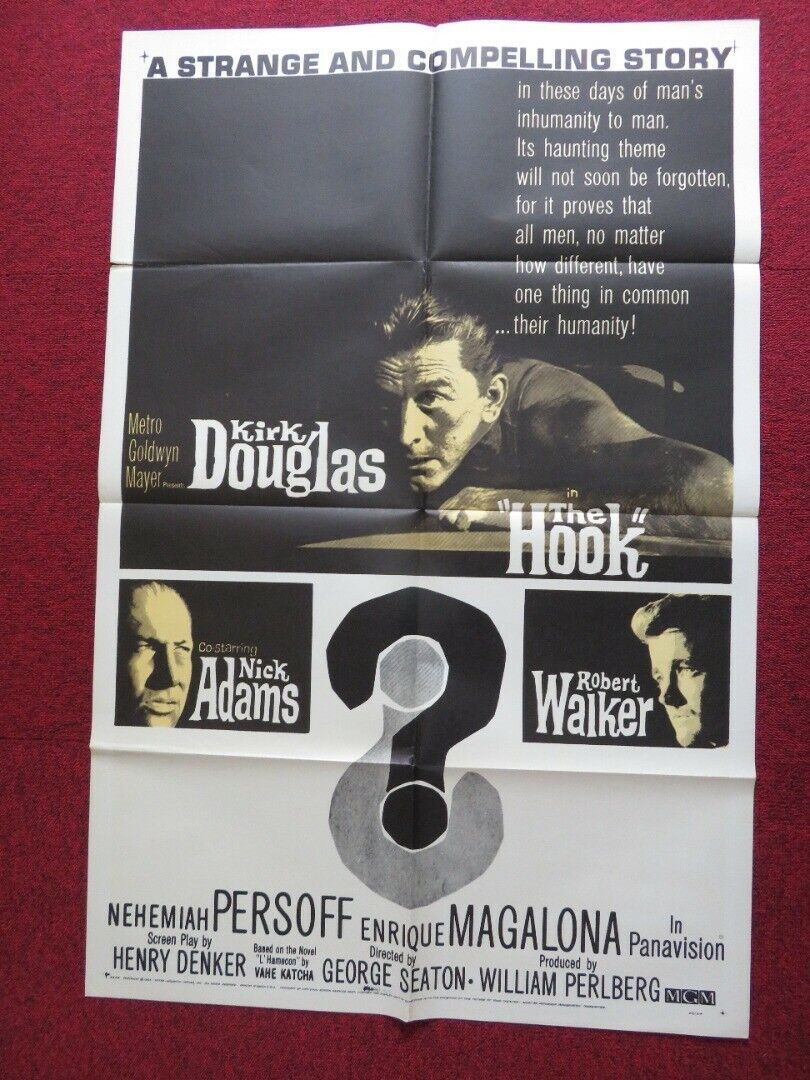 A STRANGE AND COMPELLING STORY
in these days of man's
inhumanity to man.
Its haunting theme
will not soon be forgotten,
for it proves that
all men, no matter
how different, have
one thing in common
...their humanity!
Metro
Goldwyn
Mayer Presents
Kirk
Douglas
in
"The
Hook"
Co-starring
Nick
Adams
Robert
Walker
?
NEHEMIAH PERSOFF ENRIQUE MAGALONA In Panavision
Screen Play by
HENRY DENKER
Based on the Novel
"L'Hamecon" by
VAHE KATCHA
Directed by
GEORGE SEATON •
Produced by
WILLIAM PERLBERG MGM